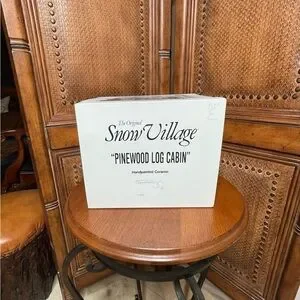 The Original
Snow Village
"PINEWOOD LOG CABIN"
Handpainted Ceramic